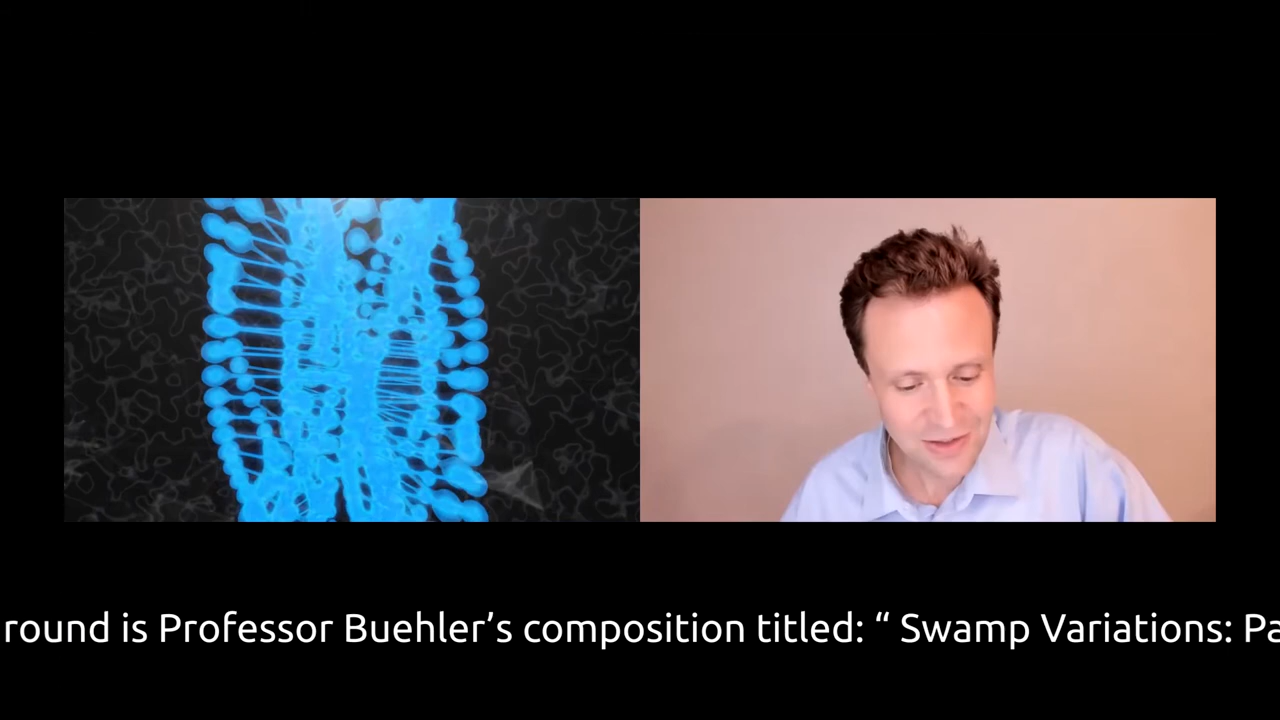 round is Professor Buehler’s composition titled: “ Swamp Variations: Pa